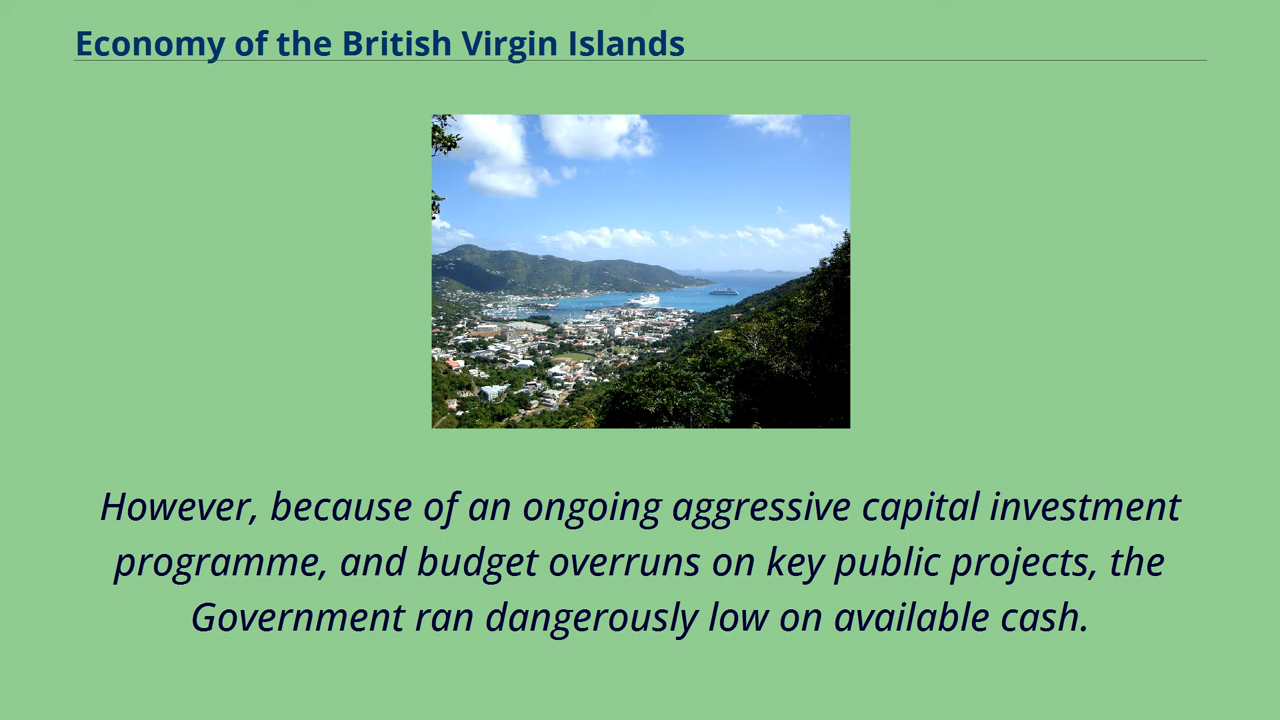 Economy of the British Virgin Islands
However, because of an ongoing aggressive capital investment
programme, and budget overruns on key public projects, the
Government ran dangerously low on available cash.